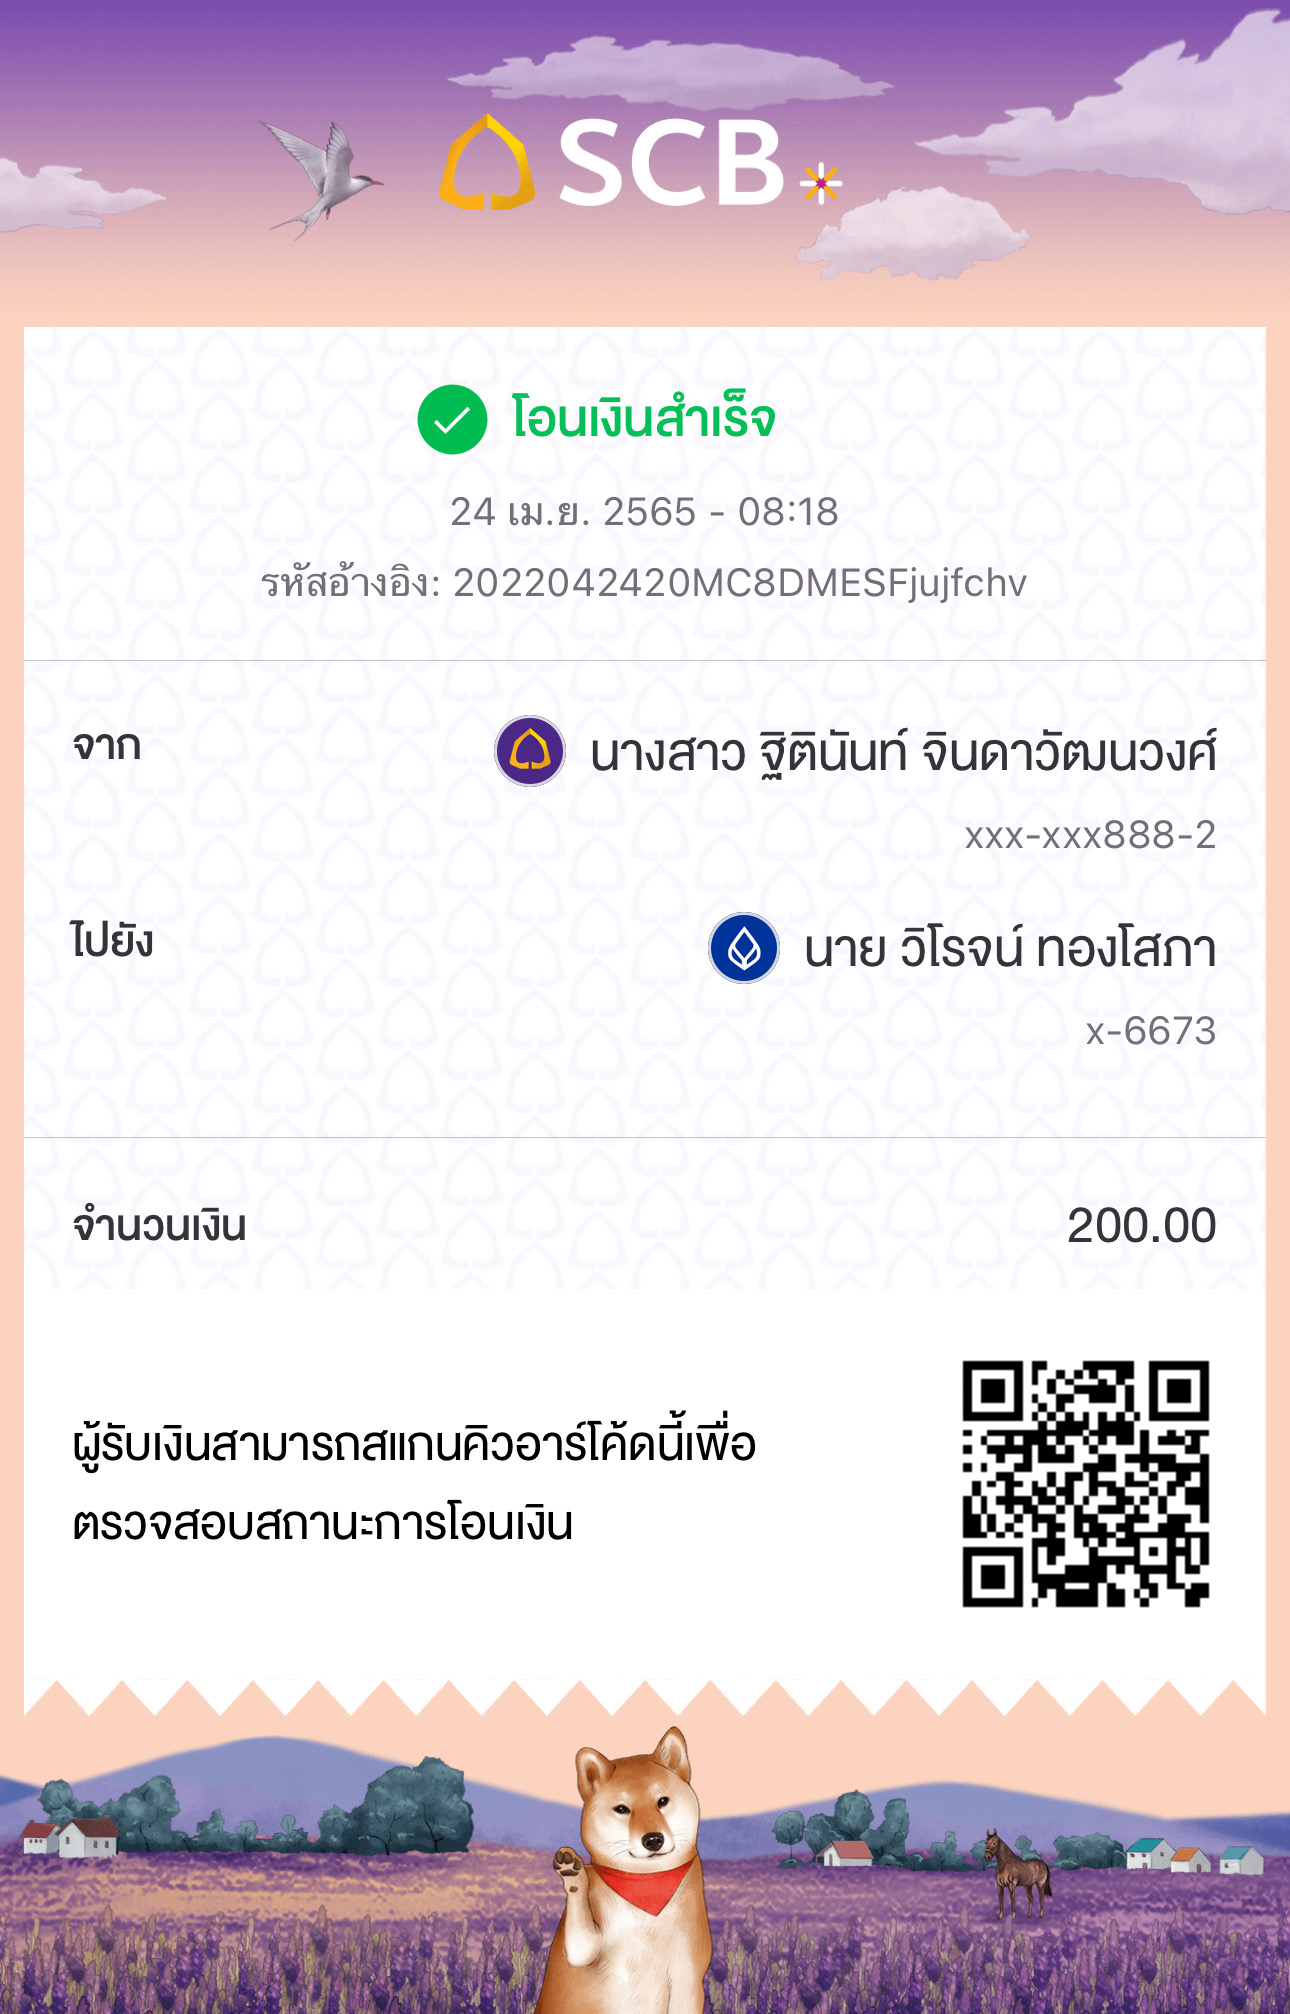 SCB
โอนเงินสำเร็จ
24 เม.ย. 2565 - 08:18
รหัสอ้างอิง: 2022042420MC8DMESFjujfchv
จาก
นางสาว ฐิตินันท์ จินดาวัฒนวงศ์
xxx-xxx888-2
ไปยัง
นาย วิโรจน์ ทองโสภา
x-6673
จำนวนเงิน
200.00
ผู้รับเงินสามารถสแกนคิวอาร์โค้ดนี้เพื่อ
ตรวจสอบสถานะการโอนเงิน